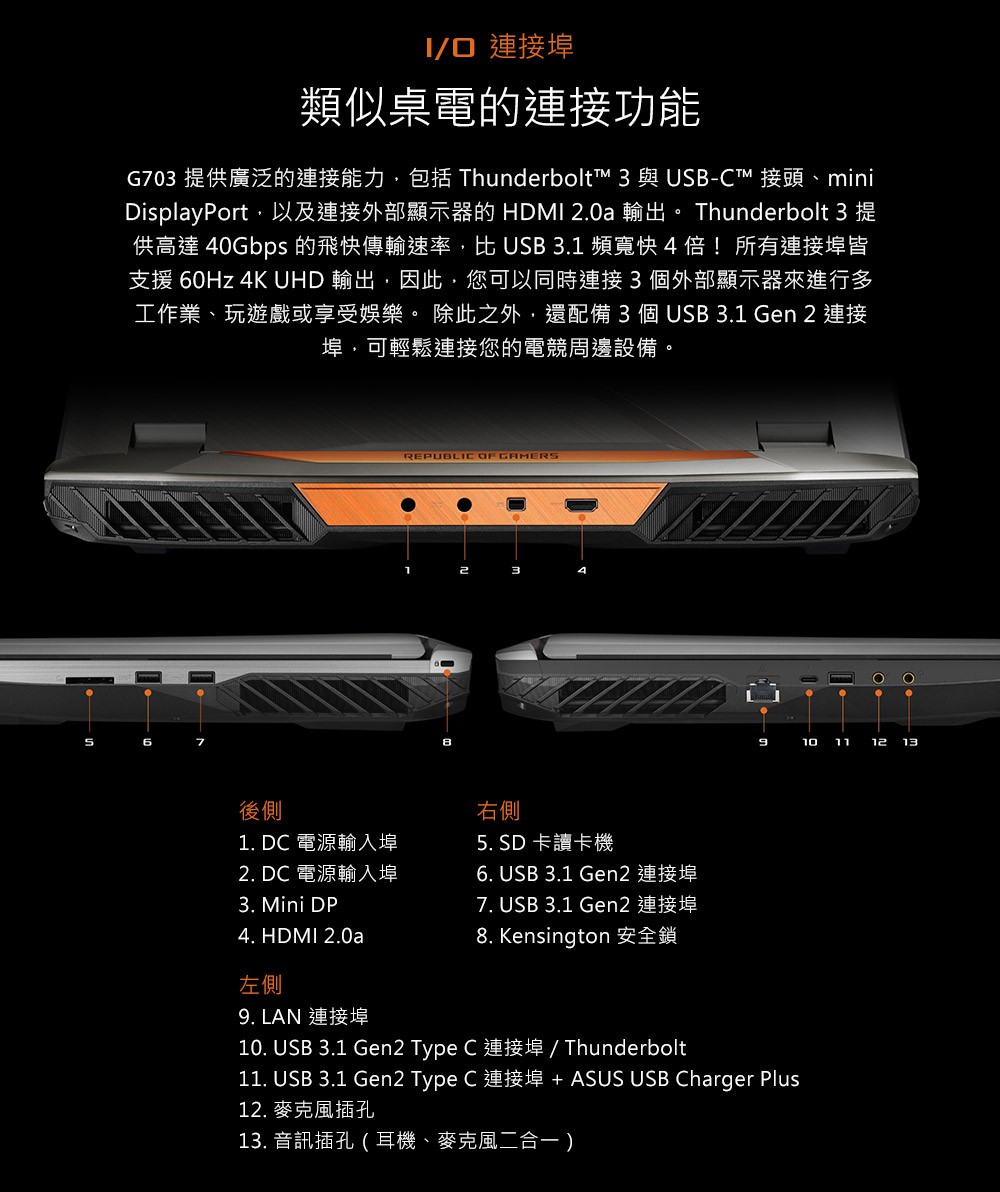 I/O 連接埠
類似桌電的連接功能
G703 提供廣泛的連接能力，包括 Thunderbolt™ 3 與 USB-C™ 接頭、mini
DisplayPort，以及連接外部顯示器的 HDMI 2.0a 輸出。 Thunderbolt 3 提
供高達 40Gbps 的飛快傳輸速率，比 USB 3.1 頻寬快 4 倍！ 所有連接埠皆
支援 60Hz 4K UHD 輸出，因此，您可以同時連接 3 個外部顯示器來進行多
工作業、玩遊戲或享受娛樂。 除此之外，還配備 3 個 USB 3.1 Gen 2 連接
埠，可輕鬆連接您的電競周邊設備。
REPUBLIC OF GAMERS
1 2 3 4
5 6 7 8 9 10 11 12 13
後側
1. DC 電源輸入埠
2. DC 電源輸入埠
3. Mini DP
4. HDMI 2.0a
右側
5. SD 卡讀卡機
6. USB 3.1 Gen2 連接埠
7. USB 3.1 Gen2 連接埠
8. Kensington 安全鎖
左側
9. LAN 連接埠
10. USB 3.1 Gen2 Type C 連接埠 / Thunderbolt
11. USB 3.1 Gen2 Type C 連接埠 + ASUS USB Charger Plus
12. 麥克風插孔
13. 音訊插孔 ( 耳機、麥克風二合一 )